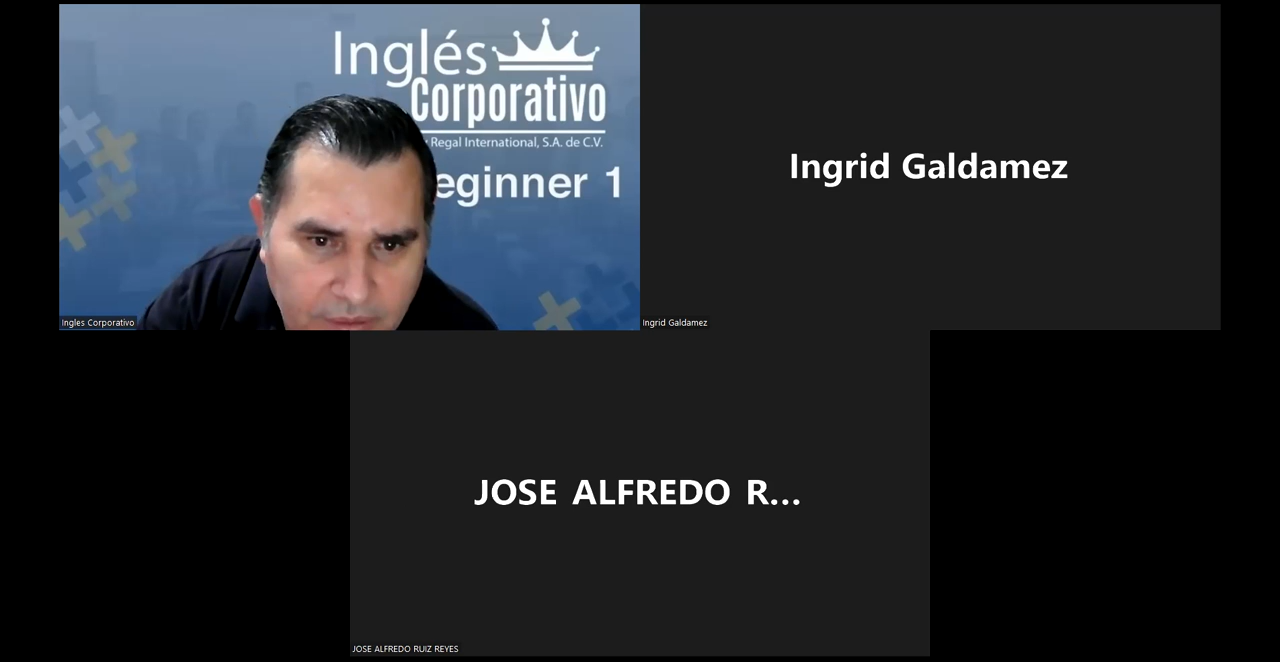 Inglés
Corporativo
Regal International, S.A. de C.V.
eginner 1
Ingles Corporativo
Ingrid Galdamez
Ingrid Galdamez
JOSE ALFREDO R...
JOSE ALFREDO RUIZ REYES